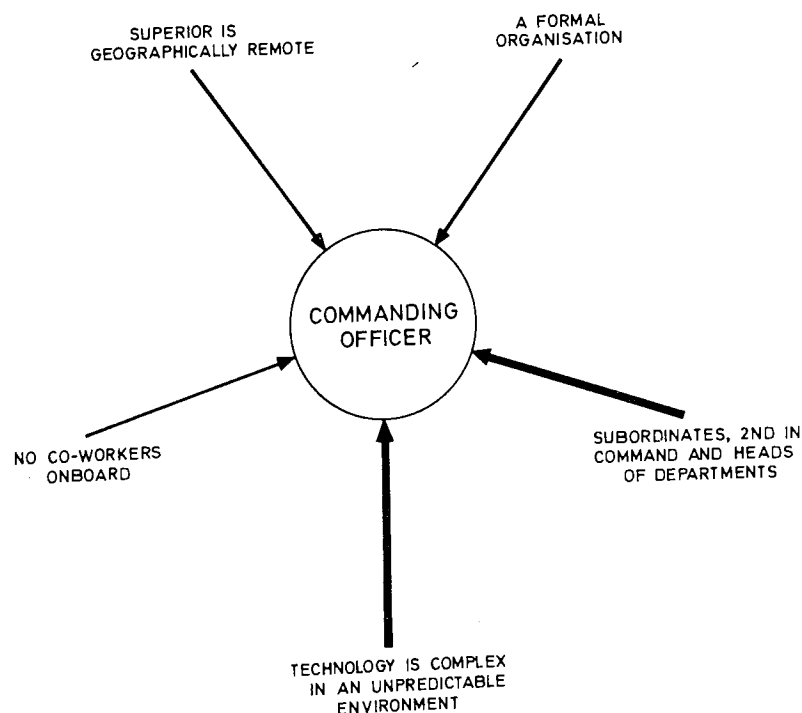 SUPERIOR IS
GEOGRAPHICALLY REMOTE
A FORMAL
ORGANISATION
COMMANDING
OFFICER
NO CO-WORKERS
ONBOARD
SUBORDINATES, 2ND IN
COMMAND AND HEADS
OF DEPARTMENTS
TECHNOLOGY IS COMPLEX
IN AN UNPREDICTABLE
ENVIRONMENT